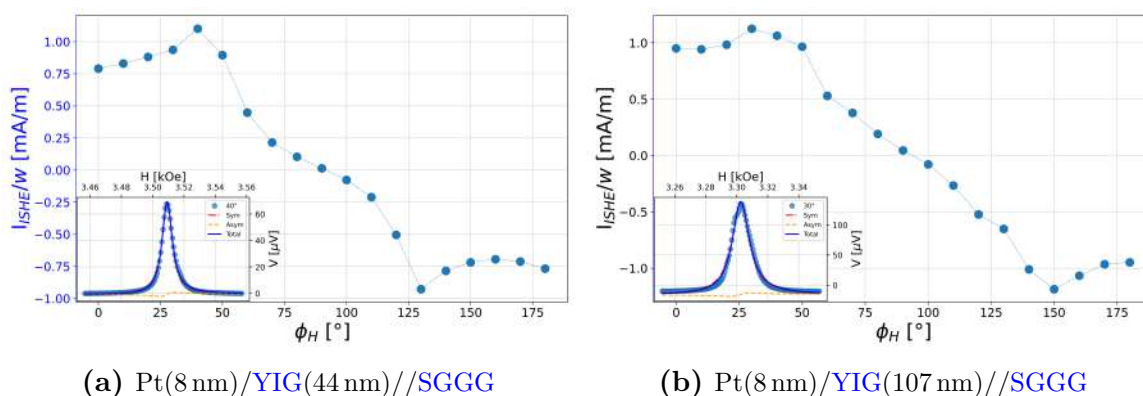 1.00
0.75
0.50
0.25
0.00
−0.25
−0.50
−0.75
−1.00
I_ISHE/w [mA/m]
H [kOe]
3.46 3.48 3.50 3.52 3.54 3.56
40°
Sym
Asym
Total
60
40
20
0
V [μV]
0 25 50 75 100 125 150 175
ϕ_H [°]
(a) Pt(8 nm)/YIG(44 nm)//SGGG
1.0
0.5
0.0
−0.5
−1.0
I_ISHE/w [mA/m]
H [kOe]
3.26 3.28 3.30 3.32 3.34
30°
Sym
Asym
Total
100
50
0
V [μV]
0 25 50 75 100 125 150 175
ϕ_H [°]
(b) Pt(8 nm)/YIG(107 nm)//SGGG